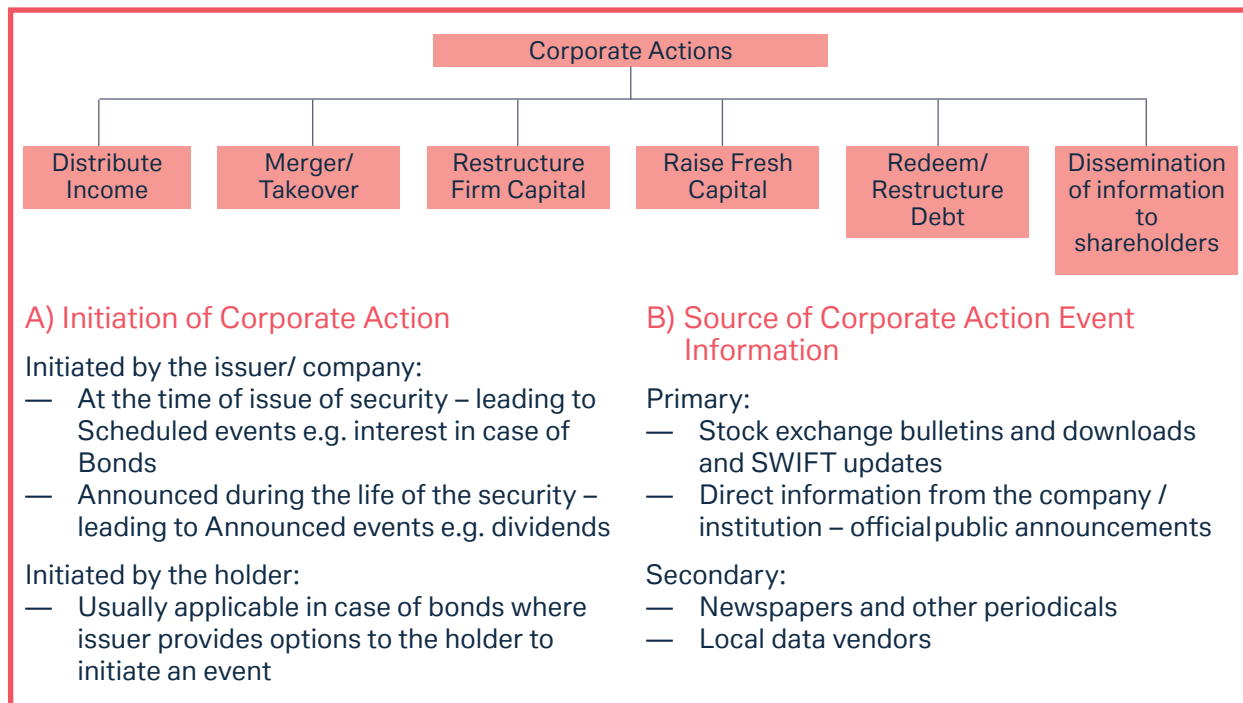 Corporate Actions
Distribute
Income
Merger/
Takeover
Restructure
Firm Capital
Raise Fresh
Capital
Redeem/
Restructure
Debt
Dissemination
of information
to
shareholders
A) Initiation of Corporate Action
Initiated by the issuer/ company:
— At the time of issue of security – leading to
Scheduled events e.g. interest in case of
Bonds
— Announced during the life of the security –
leading to Announced events e.g. dividends
Initiated by the holder:
— Usually applicable in case of bonds where
issuer provides options to the holder to
initiate an event
B) Source of Corporate Action Event
Information
Primary:
— Stock exchange bulletins and downloads
and SWIFT updates
— Direct information from the company /
institution – official public announcements
Secondary:
— Newspapers and other periodicals
— Local data vendors